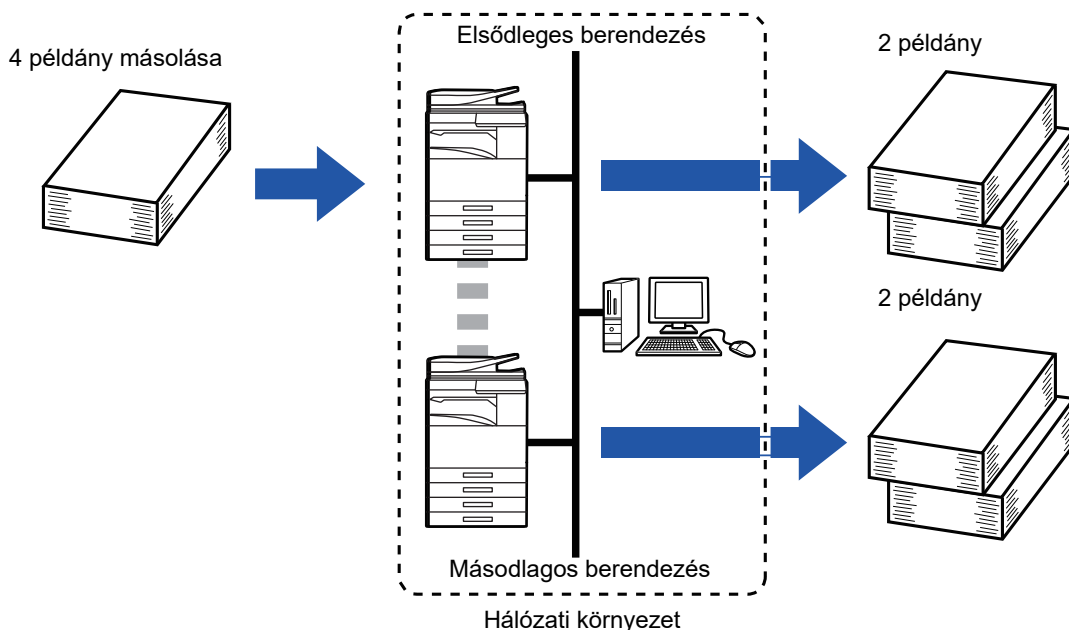 4 példány másolása
Elsődleges berendezés
2 példány
2 példány
Másodlagos berendezés
Hálózati környezet